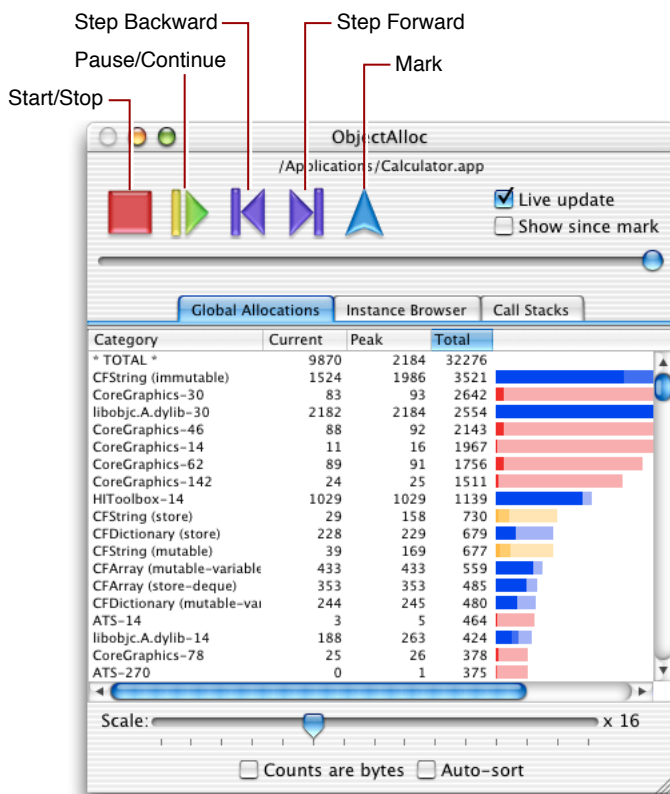 Step Backward Step Forward
Pause/Continue Mark
Start/Stop
ObjectAlloc
/Applications/Calculator.app
Live update
Show since mark
Global Allocations Instance Browser Call Stacks
Category Current Peak Total
* TOTAL * 9870 2184 32276
CFString (immutable) 1524 1986 3521
CoreGraphics-30 83 93 2642
libobjc.A.dylib-30 2182 2184 2554
CoreGraphics-46 88 92 2143
CoreGraphics-14 11 16 1967
CoreGraphics-62 89 91 1756
CoreGraphics-142 24 25 1511
HIToolbox-14 1029 1029 1139
CFString (store) 29 158 730
CFDictionary (store) 228 229 679
CFString (mutable) 39 169 677
CFArray (mutable-variable 433 433 559
CFArray (store-deque) 353 353 485
CFDictionary (mutable-var 244 245 480
ATS-14 3 5 464
libobjc.A.dylib-14 188 263 424
CoreGraphics-78 25 26 378
ATS-270 0 1 375
Scale: x 16
Counts are bytes Auto-sort